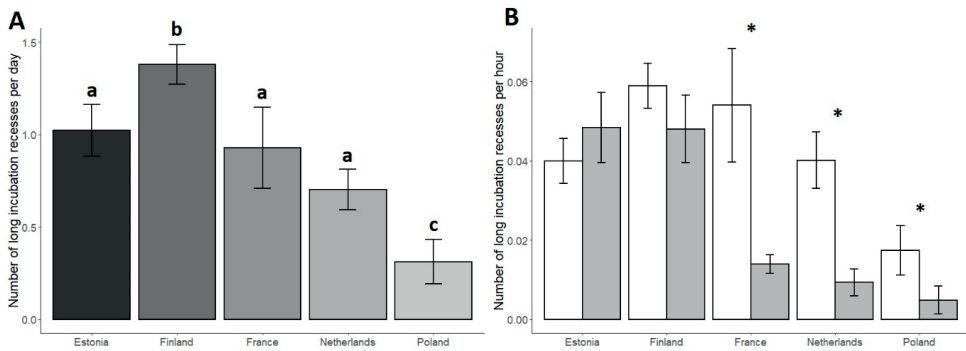 A
Number of long incubation recesses per day
1.5
1.0
0.5
0.0
a
b
a
a
c
Estonia Finland France Netherlands Poland
B
Number of long incubation recesses per hour
0.06
0.04
0.02
0.00
*
*
*
Estonia Finland France Netherlands Poland